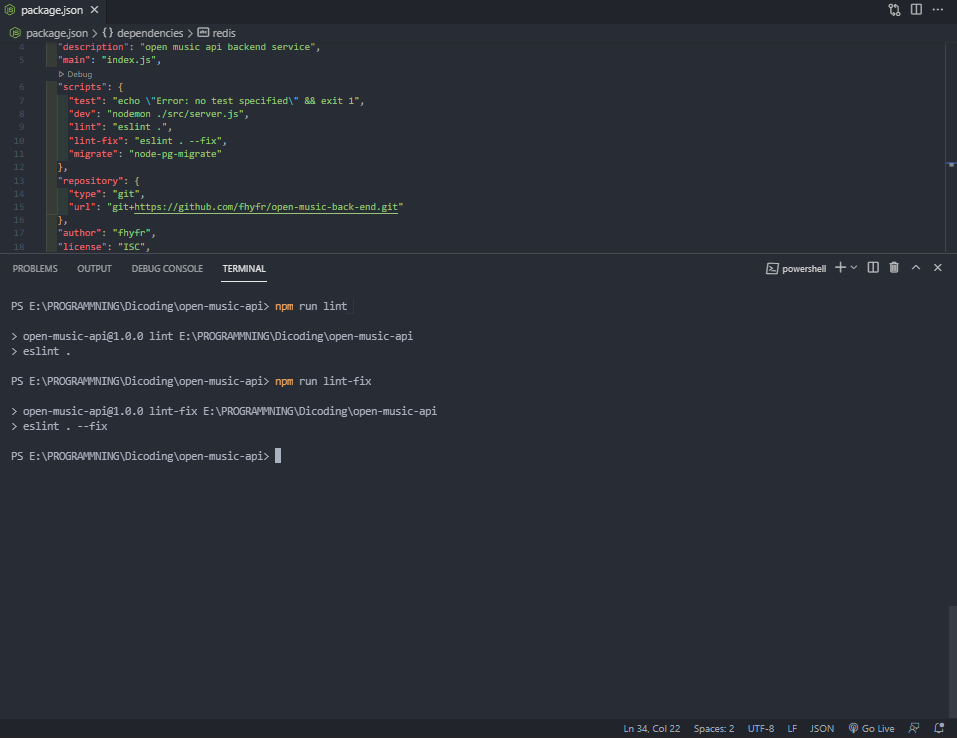 package.json
package.json > {} dependencies > redis
4 "description": "open music api backend service",
5 "main": "index.js",
Debug
6 "scripts": {
7 "test": "echo \"Error: no test specified\" && exit 1",
8 "dev": "nodemon ./src/server.js",
9 "lint": "eslint .",
10 "lint-fix": "eslint . --fix",
11 "migrate": "node-pg-migrate"
12 },
13 "repository": {
14 "type": "git",
15 "url": "git+https://github.com/fhyfr/open-music-back-end.git"
16 },
17 "author": "fhyfr",
18 "license": "ISC",
PROBLEMS OUTPUT DEBUG CONSOLE TERMINAL powershell
PS E:\PROGRAMMNING\Dicoding\open-music-api> npm run lint
> open-music-api@1.0.0 lint E:\PROGRAMMNING\Dicoding\open-music-api
> eslint .
PS E:\PROGRAMMNING\Dicoding\open-music-api> npm run lint-fix
> open-music-api@1.0.0 lint-fix E:\PROGRAMMNING\Dicoding\open-music-api
> eslint . --fix
PS E:\PROGRAMMNING\Dicoding\open-music-api>
Ln 34, Col 22 Spaces: 2 UTF-8 LF JSON Go Live